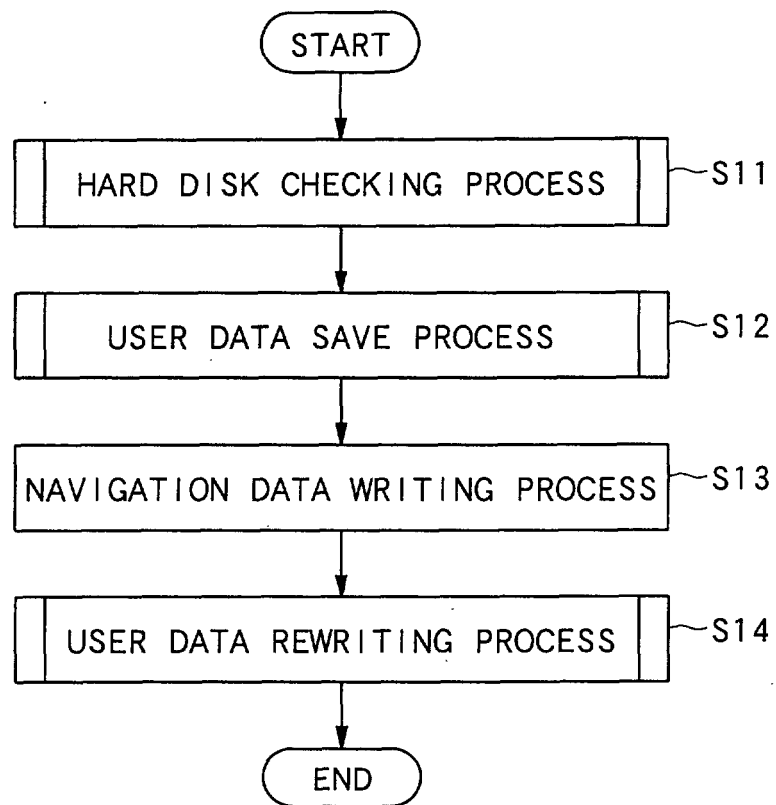 START
HARD DISK CHECKING PROCESS
S11
USER DATA SAVE PROCESS
S12
NAVIGATION DATA WRITING PROCESS
S13
USER DATA REWRITING PROCESS
S14
END